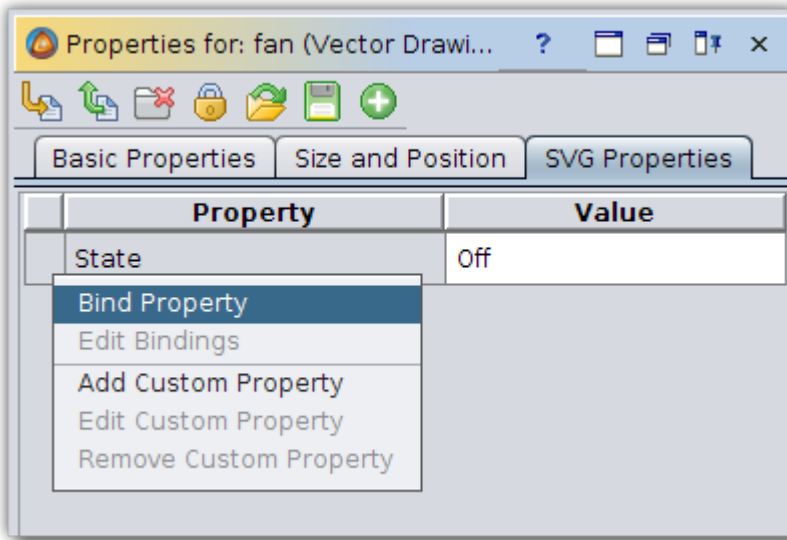 Properties for: fan (Vector Drawi... ?
Basic Properties Size and Position SVG Properties
Property Value
State Off
Bind Property
Edit Bindings
Add Custom Property
Edit Custom Property
Remove Custom Property